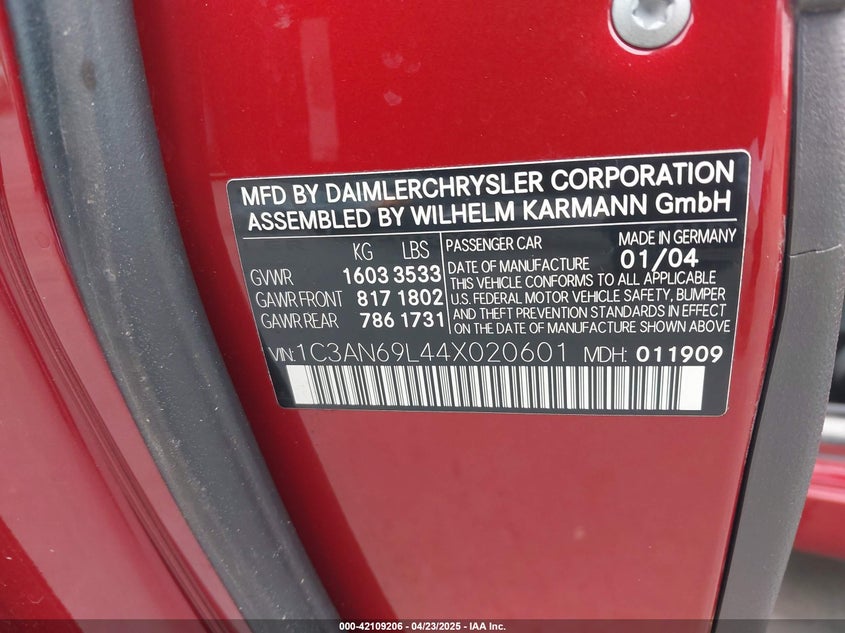 MFD BY DAIMLERCHRYSLER CORPORATION
ASSEMBLED BY WILHELM KARMANN GmbH
KG LBS
GVWR 1603 3533
GAWR FRONT 817 1802
GAWR REAR 786 1731
PASSENGER CAR MADE IN GERMANY
DATE OF MANUFACTURE 01/04
THIS VEHICLE CONFORMS TO ALL APPLICABLE
U.S. FEDERAL MOTOR VEHICLE SAFETY, BUMPER
AND THEFT PREVENTION STANDARDS IN EFFECT
ON THE DATE OF MANUFACTURE SHOWN ABOVE
VIN: 1C3AN69L44X020601 MDH: 011909
000-42109206 - 04/23/2025 - IAA Inc.